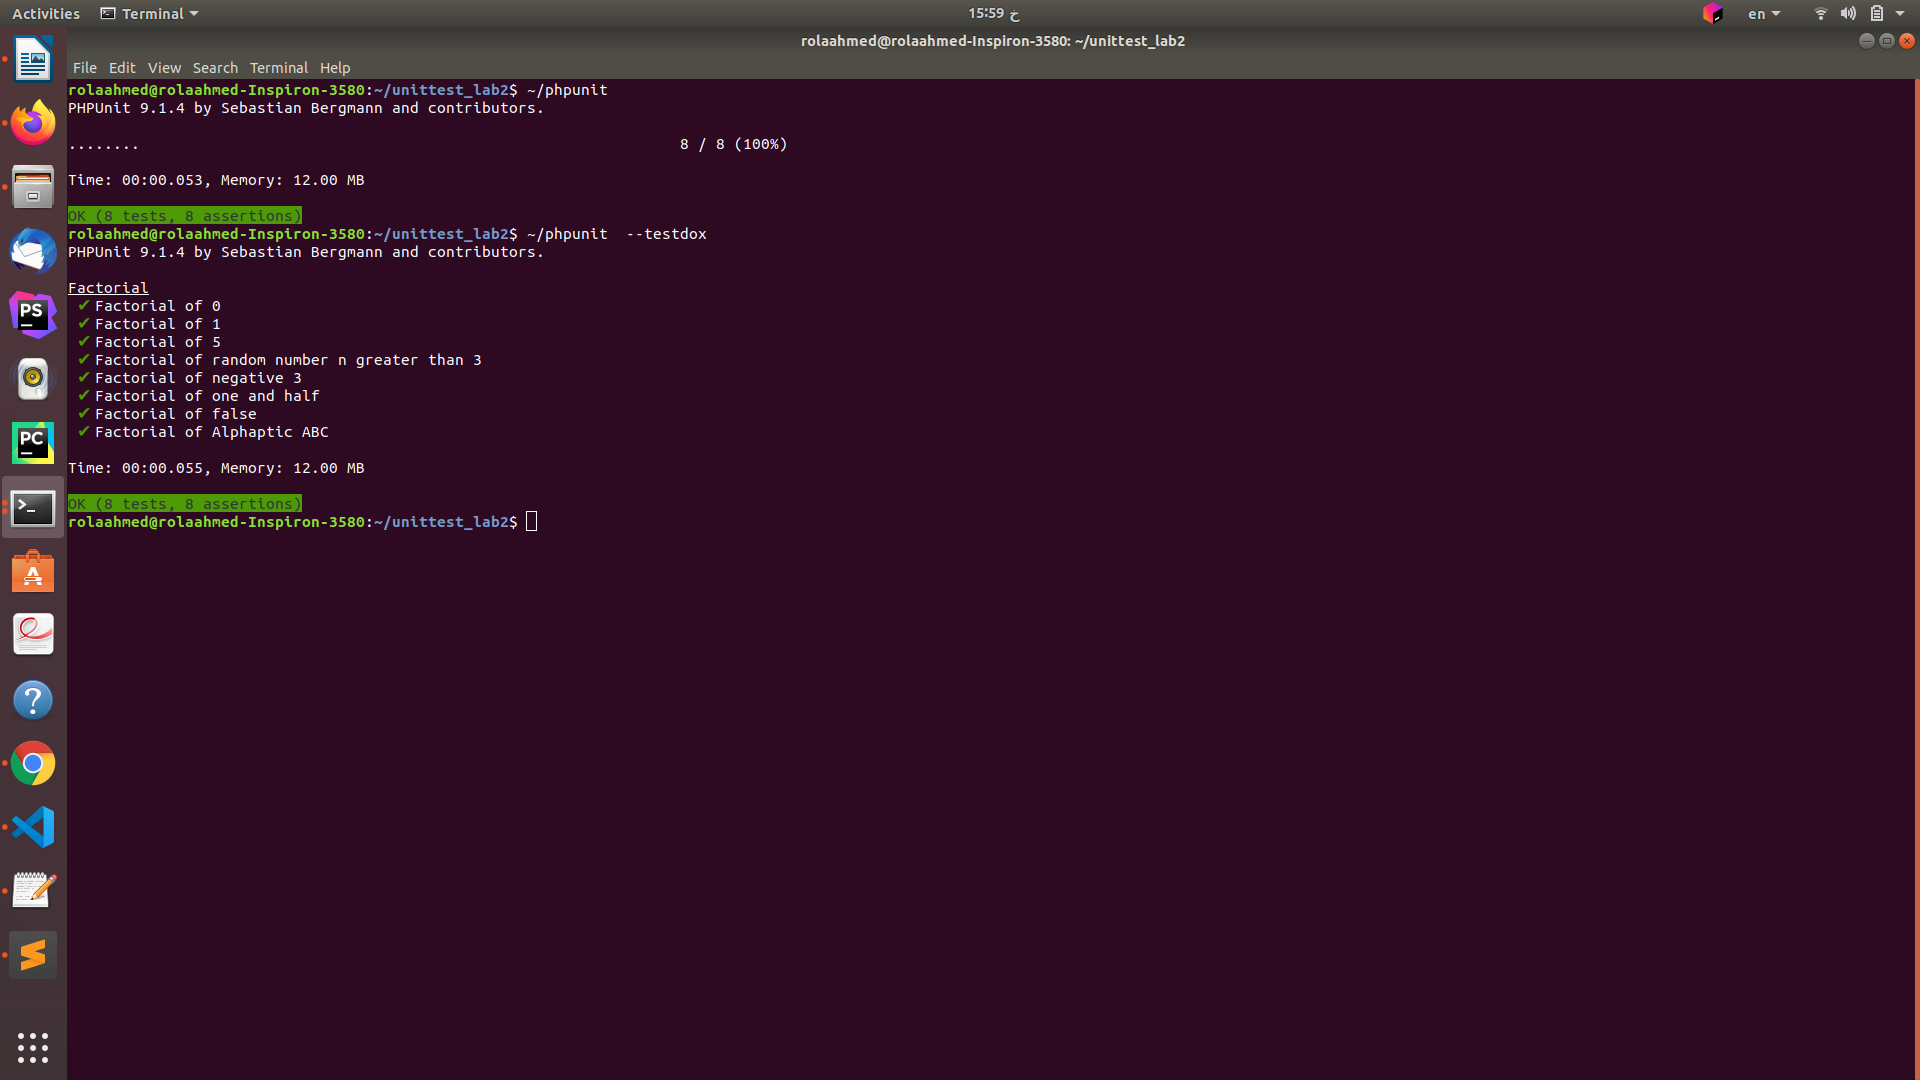 Activities Terminal 15:59 خ en
rolaahmed@rolaahmed-Inspiron-3580: ~/unittest_lab2
File Edit View Search Terminal Help
rolaahmed@rolaahmed-Inspiron-3580:~/unittest_lab2$ ~/phpunit
PHPUnit 9.1.4 by Sebastian Bergmann and contributors.
........ 8 / 8 (100%)
Time: 00:00.053, Memory: 12.00 MB
OK (8 tests, 8 assertions)
rolaahmed@rolaahmed-Inspiron-3580:~/unittest_lab2$ ~/phpunit  --testdox
PHPUnit 9.1.4 by Sebastian Bergmann and contributors.
Factorial
✔ Factorial of 0
✔ Factorial of 1
✔ Factorial of 5
✔ Factorial of random number n greater than 3
✔ Factorial of negative 3
✔ Factorial of one and half
✔ Factorial of false
✔ Factorial of Alphaptic ABC
Time: 00:00.055, Memory: 12.00 MB
OK (8 tests, 8 assertions)
rolaahmed@rolaahmed-Inspiron-3580:~/unittest_lab2$
PS
PC